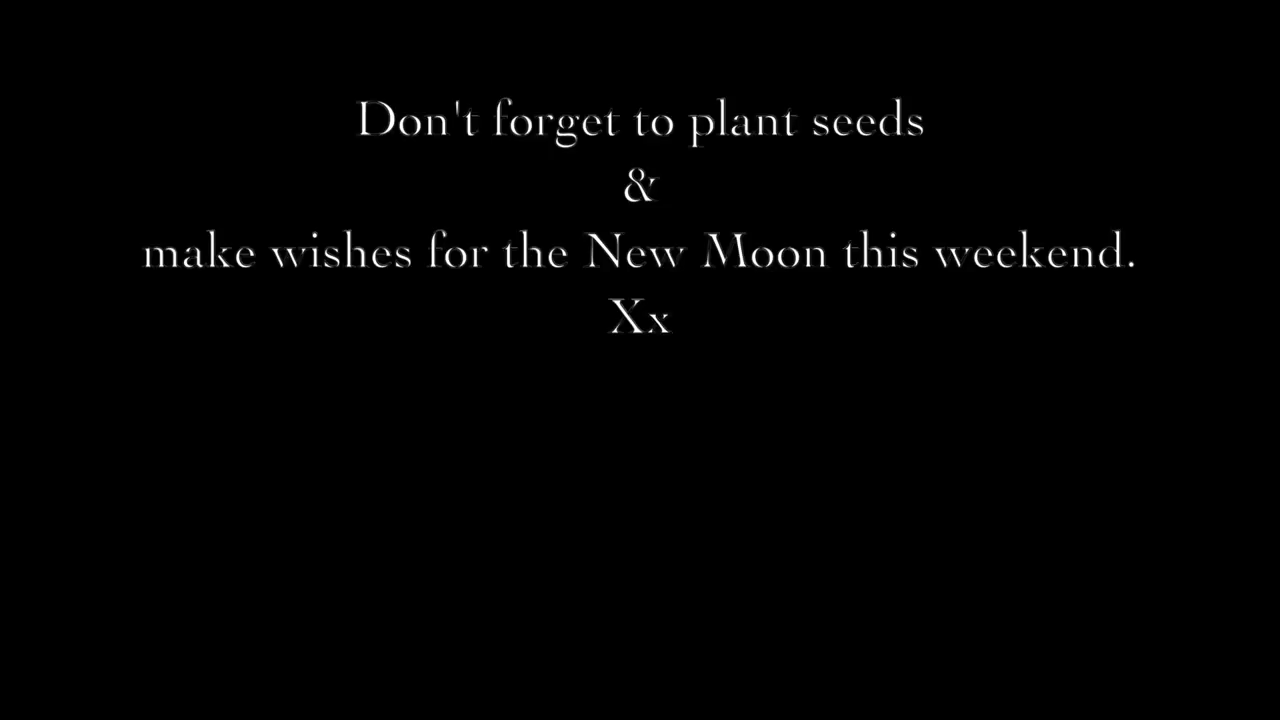 Don't forget to plant seeds
&
make wishes for the New Moon this weekend.
Xx